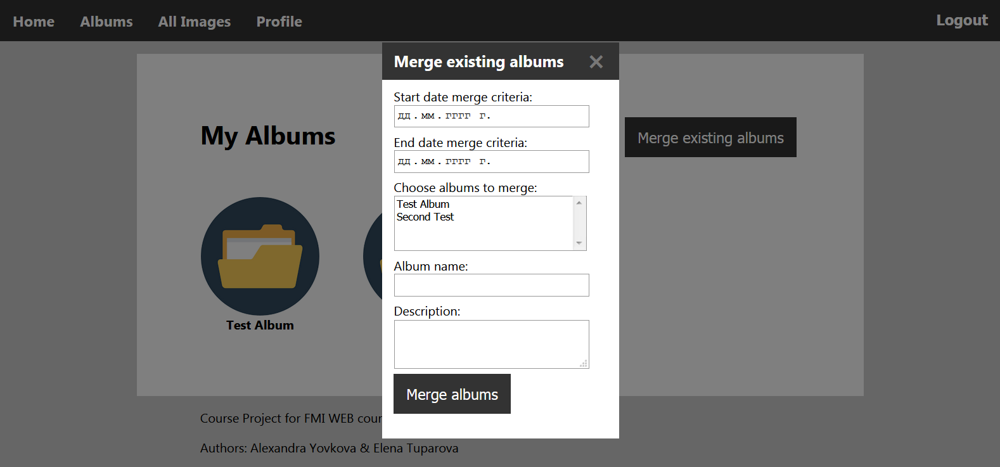 Home Albums All Images Profile Logout
Merge existing albums
Start date merge criteria:
дд.мм.гггг г.
End date merge criteria:
дд.мм.гггг г.
Choose albums to merge:
Test Album
Second Test
Album name:
Description:
Merge albums
My Albums
Merge existing albums
Test Album
Course Project for FMI WEB
Authors: Alexandra Yovkova & Elena Tuparova